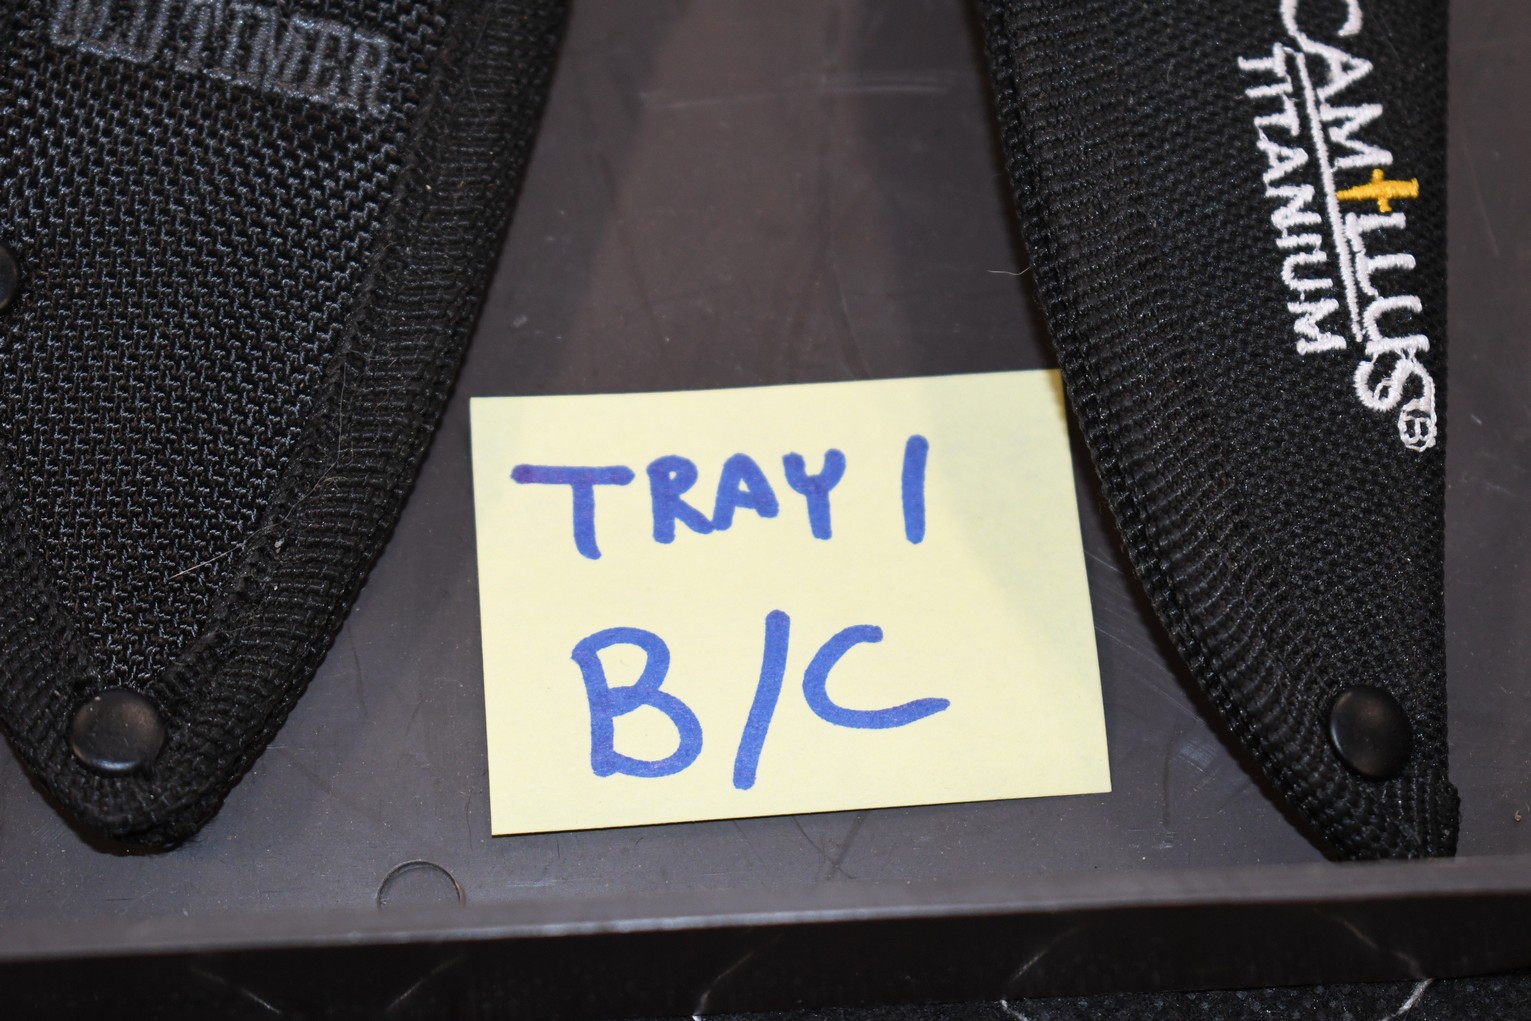 TRAY 1
B/C
CAMILLUS®
TITANIUM